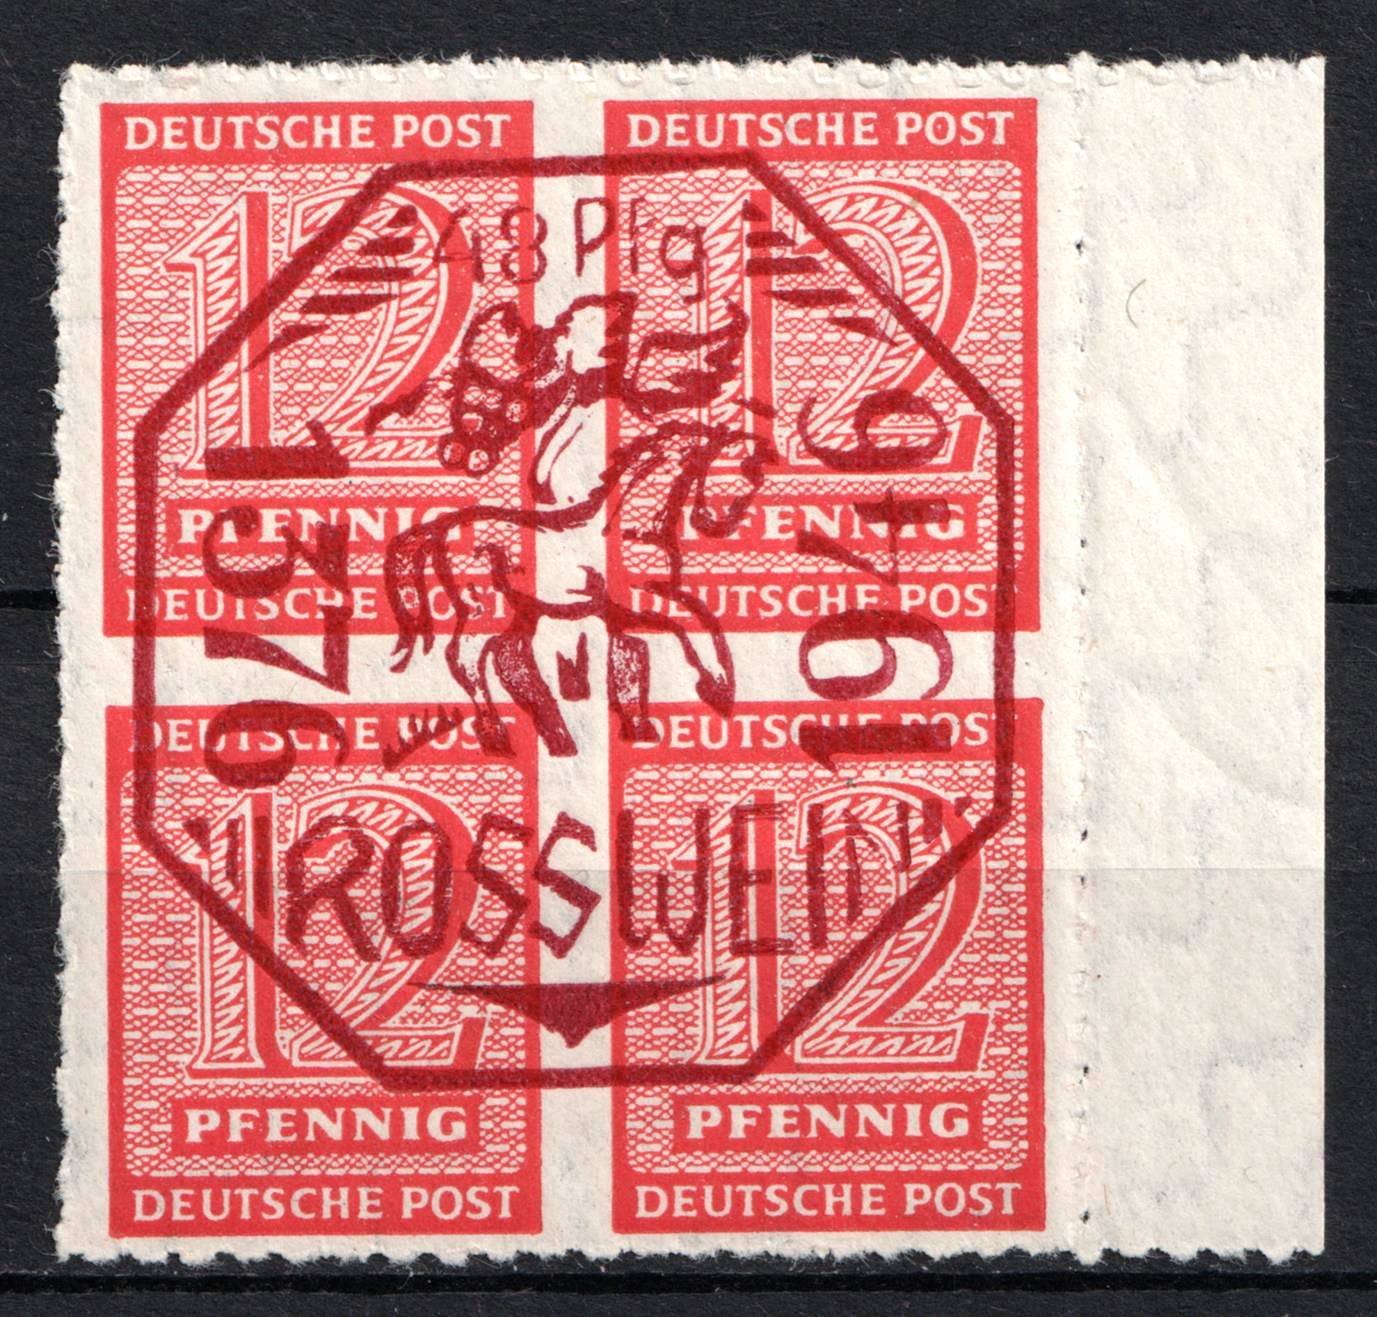 DEUTSCHE POST
DEUTSCHE POST
12
12
48 Pfg
PFENNIG
PFENNIG
DEUTSCHE POST
DEUTSCHE POST
1376
1946
DEUTSCHE POST
DEUTSCHE POST
12
12
"ROSSWEIN"
PFENNIG
PFENNIG
DEUTSCHE POST
DEUTSCHE POST